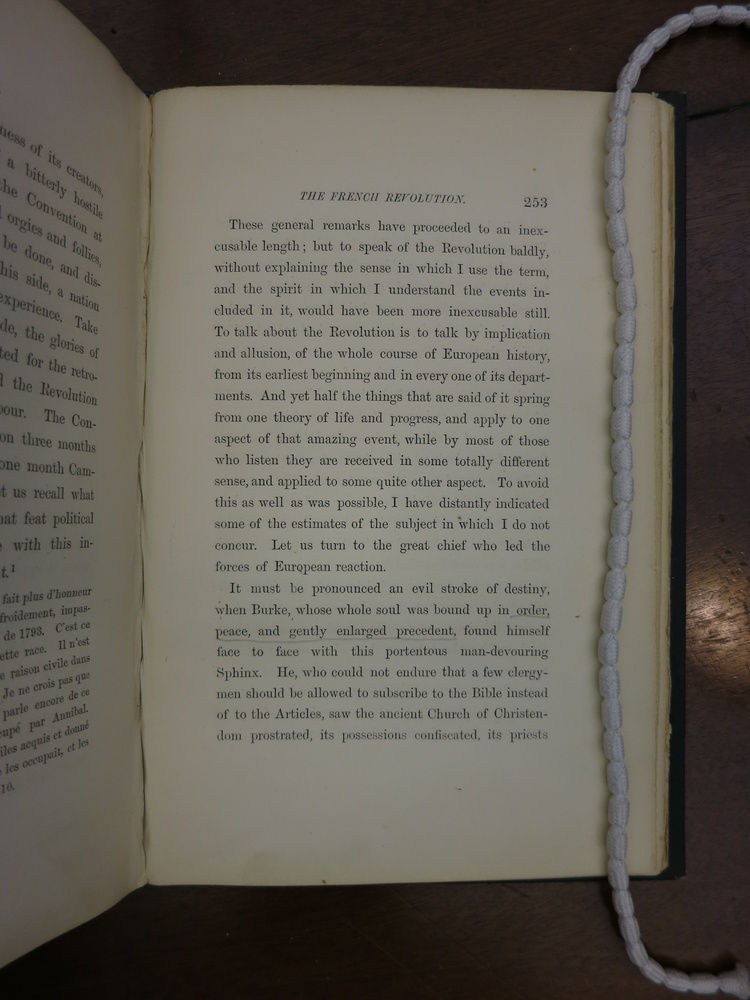 ness of its creators,
a bitterly hostile
the Convention at
orgies and follies,
be done, and dis-
his side, a nation
experience. Take
de, the glories of
ted for the retro-
the Revolution
our. The Con-
on three months
one month Cam-
t us recall what
hat feat political
with this in-
t.¹
fait plus d'honneur
froidement, impas-
de 1793. C'est ce
ette race. Il n'est
e raison civile dans
Je ne crois pas que
parle encore de ce
cupé par Annibal.
iles acquis et donné
les occupait, et les
10.
THE FRENCH REVOLUTION. 253
These general remarks have proceeded to an inex-
cusable length; but to speak of the Revolution baldly,
without explaining the sense in which I use the term,
and the spirit in which I understand the events in-
cluded in it, would have been more inexcusable still.
To talk about the Revolution is to talk by implication
and allusion, of the whole course of European history,
from its earliest beginning and in every one of its depart-
ments. And yet half the things that are said of it spring
from one theory of life and progress, and apply to one
aspect of that amazing event, while by most of those
who listen they are received in some totally different
sense, and applied to some quite other aspect. To avoid
this as well as was possible, I have distantly indicated
some of the estimates of the subject in which I do not
concur. Let us turn to the great chief who led the
forces of European reaction.
It must be pronounced an evil stroke of destiny,
when Burke, whose whole soul was bound up in order,
peace, and gently enlarged precedent, found himself
face to face with this portentous man-devouring
Sphinx. He, who could not endure that a few clergy-
men should be allowed to subscribe to the Bible instead
of to the Articles, saw the ancient Church of Christen-
dom prostrated, its possessions confiscated, its priests